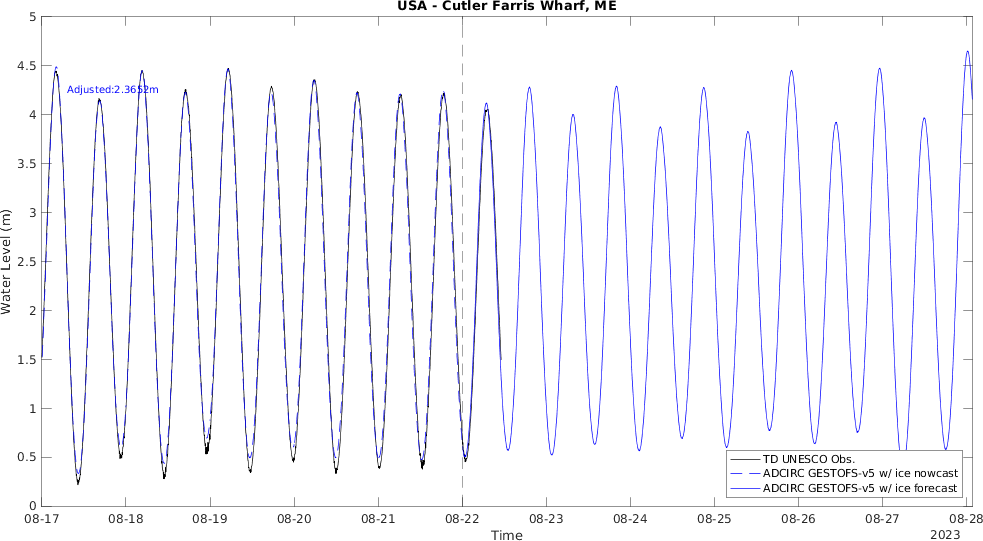 USA - Cutler Farris Wharf, ME
5
4.5
Adjusted:2.3652m
4
3.5
3
2.5
2
1.5
1
0.5
0
Water Level (m)
TD UNESCO Obs.
ADCIRC GESTOFS-v5 w/ ice nowcast
ADCIRC GESTOFS-v5 w/ ice forecast
08-17 08-18 08-19 08-20 08-21 08-22 08-23 08-24 08-25 08-26 08-27 08-28
Time
2023